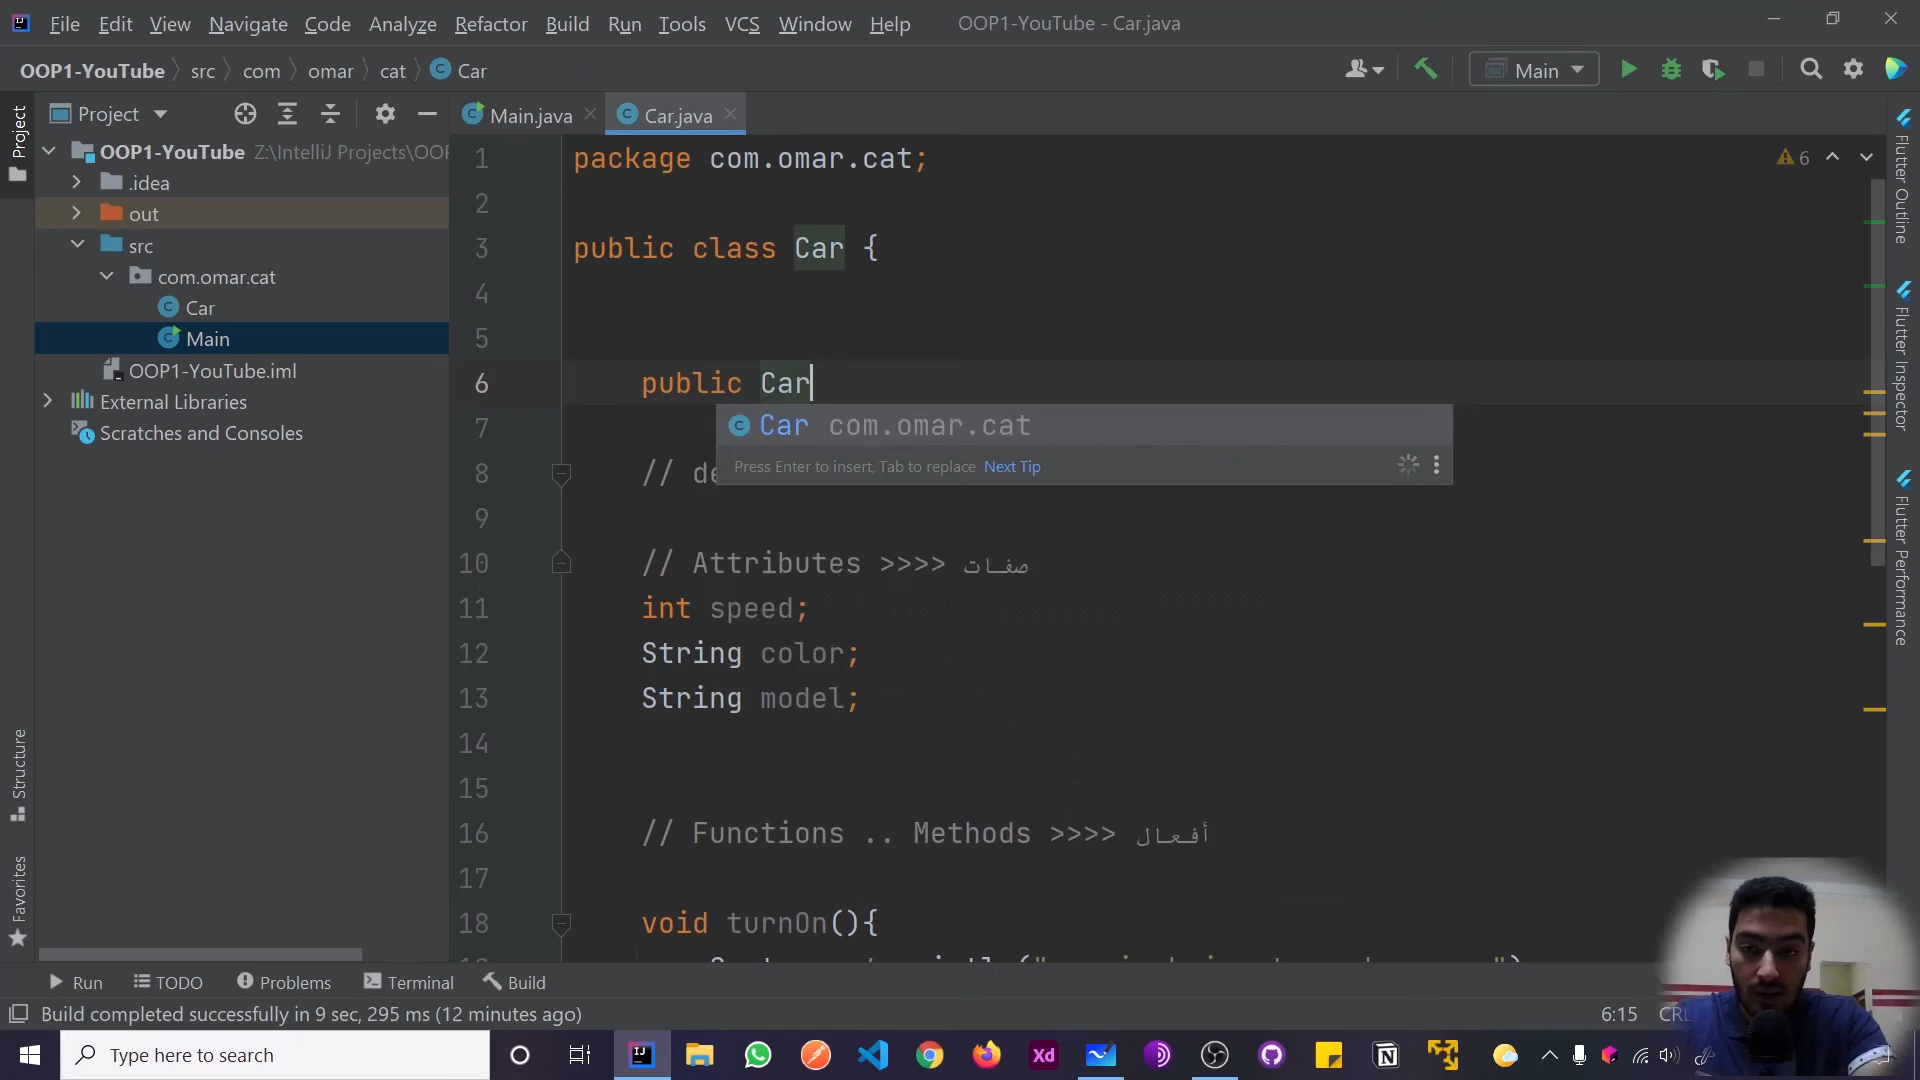 File Edit View Navigate Code Analyze Refactor Build Run Tools VCS Window Help OOP1-YouTube - Car.java
OOP1-YouTube src com omar cat Car Main
Project Main.java Car.java
Project
OOP1-YouTube Z:\IntelliJ Projects\OOP
.idea
out
src
com.omar.cat
Car
Main
OOP1-YouTube.iml
External Libraries
Scratches and Consoles
Structure
Favorites
6
1 package com.omar.cat;
2
3 public class Car {
4
5
6 public Car
7
Car com.omar.cat
Press Enter to insert, Tab to replace Next Tip
8 // de
9
10 // Attributes >>>> صفات
11 int speed;
12 String color;
13 String model;
14
15
16 // Functions .. Methods >>>> أفعال
17
18 void turnOn(){
Flutter Outline
Flutter Inspector
Flutter Performance
Run TODO Problems Terminal Build
Build completed successfully in 9 sec, 295 ms (12 minutes ago) 6:15 CRL
Type here to search